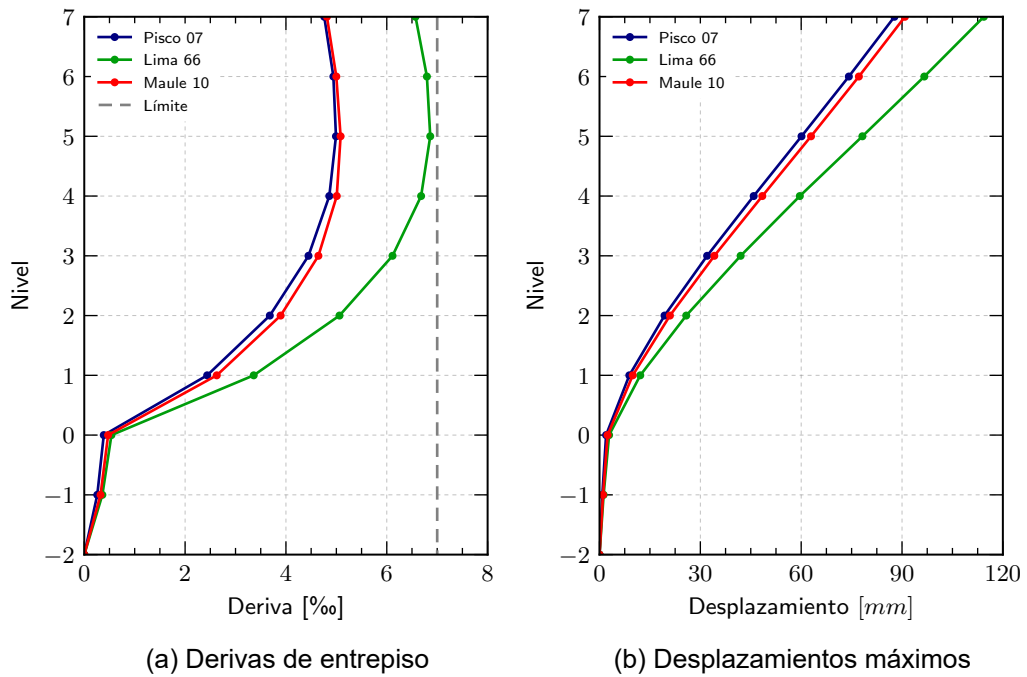 7
6
5
4
3
2
1
0
−1
−2
Nivel
Pisco 07
Lima 66
Maule 10
Límite
0 2 4 6 8
Deriva [‰]
(a) Derivas de entrepiso
7
6
5
4
3
2
1
0
−1
−2
Nivel
Pisco 07
Lima 66
Maule 10
0 30 60 90 120
Desplazamiento [mm]
(b) Desplazamientos máximos